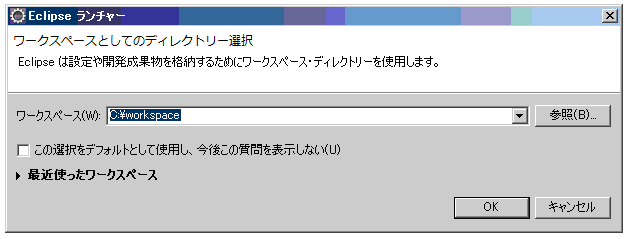 Eclipse ランチャー
ワークスペースとしてのディレクトリー選択
Eclipse は設定や開発成果物を格納するためにワークスペース・ディレクトリーを使用します。
ワークスペース(W): C:¥workspace 参照(B)...
この選択をデフォルトとして使用し、今後この質問を表示しない(U)
最近使ったワークスペース
OK キャンセル